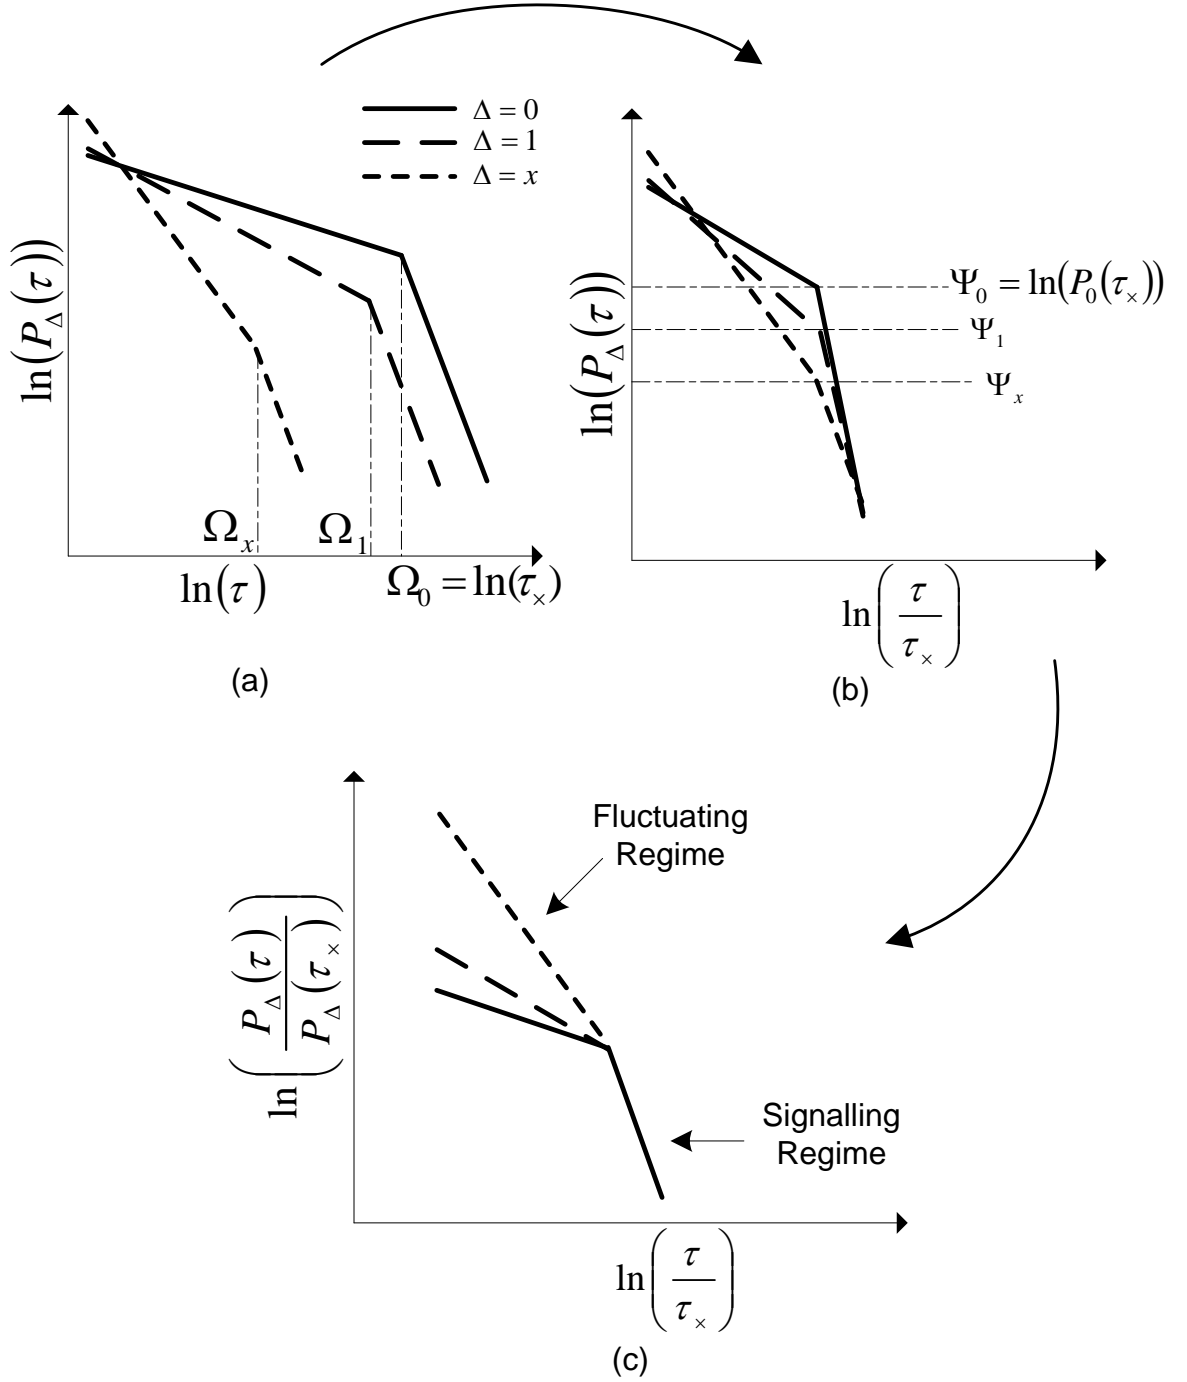 Δ = 0
Δ = 1
Δ = x
ln(P_Δ(τ))
Ω_x
Ω_1
ln(τ)
Ω_0 = ln(τ_×)
(a)
ln(P_Δ(τ))
Ψ_0 = ln(P_0(τ_×))
Ψ_1
Ψ_x
ln(τ/τ_×)
(b)
Fluctuating
Regime
ln(P_Δ(τ)/P_Δ(τ_×))
Signalling
Regime
ln(τ/τ_×)
(c)